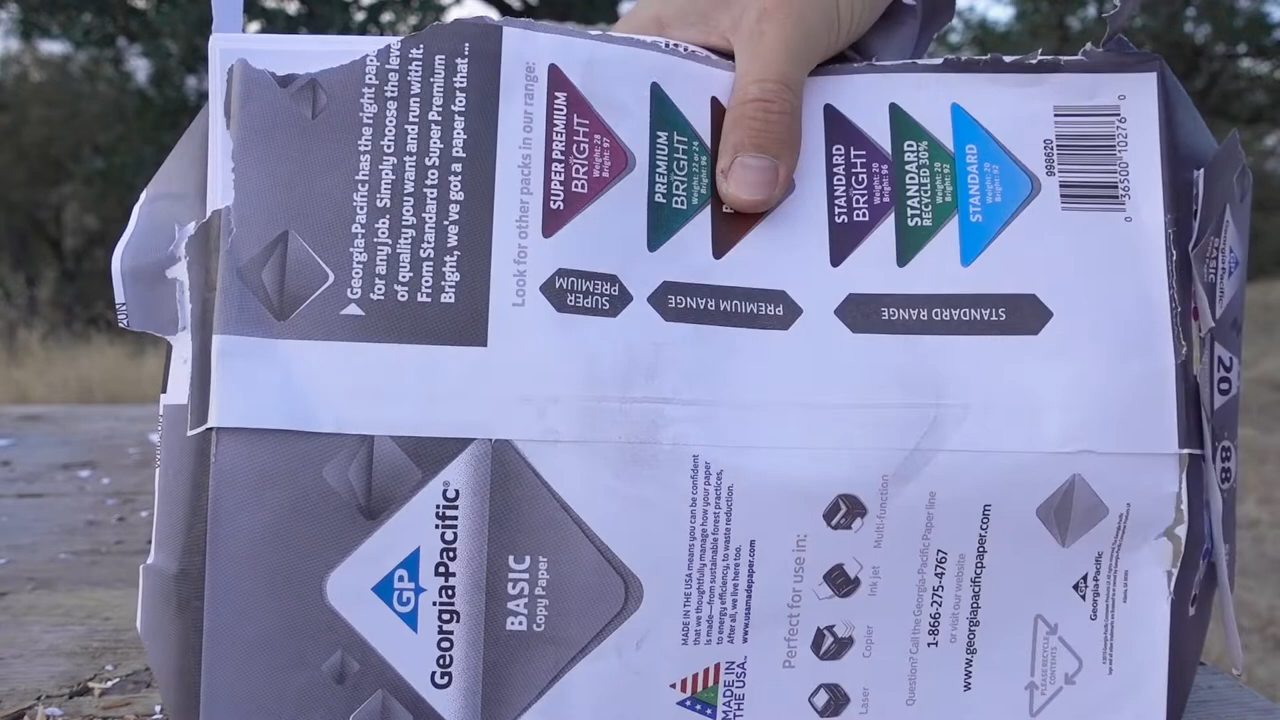 Georgia-Pacific has the right
for any job. Simply choose the
of quality you want and run with it.
From Standard to Super Premium
Bright, we've got a paper for that...
Look for other packs in our range:
SUPER PREMIUM
BRIGHT
Weight: 28
Bright: 97
PREMIUM
BRIGHT
Weight: 22 or 24
Bright: 96
STANDARD
BRIGHT
Weight: 20
Bright: 96
STANDARD
RECYCLED 30%
Weight: 20
Bright: 92
STANDARD
Weight: 20
Bright: 92
SUPER
PREMIUM
PREMIUM RANGE
STANDARD RANGE
998620
0 36500 10276 0
GP
Georgia-Pacific®
BASIC
Copy Paper
MADE IN THE USA™
MADE IN THE USA means you can be confident
that we thoughtfully manage how your paper
is made—from sustainable forest practices,
to energy efficiency, to waste reduction.
After all, we live here too.
www.usamadepaper.com
Perfect for use in:
Laser
Copier
Ink Jet
Multi-function
Question? Call the Georgia-Pacific Paper line
1-866-275-4767
or visit our website
www.georgiapacificpaper.com
PLEASE RECYCLE
CONTENTS
GP
Georgia-Pacific
Georgia-Pacific
BASIC
20
88